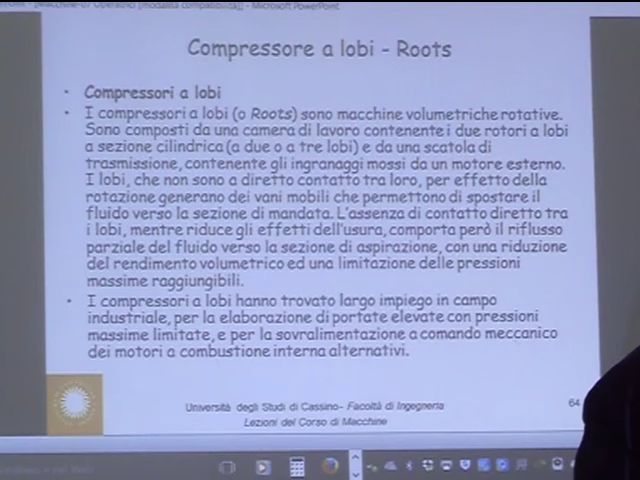 Operativi [modalità compatibilità] - Microsoft PowerPoint
Compressore a lobi - Roots
• Compressori a lobi
• I compressori a lobi (o Roots) sono macchine volumetriche rotative.
Sono composti da una camera di lavoro contenente i due rotori a lobi
a sezione cilindrica (a due o a tre lobi) e da una scatola di
trasmissione, contenente gli ingranaggi mossi da un motore esterno.
I lobi, che non sono a diretto contatto tra loro, per effetto della
rotazione generano dei vani mobili che permettono di spostare il
fluido verso la sezione di mandata. L'assenza di contatto diretto tra
i lobi, mentre riduce gli effetti dell'usura, comporta però il riflusso
parziale del fluido verso la sezione di aspirazione, con una riduzione
del rendimento volumetrico ed una limitazione delle pressioni
massime raggiungibili.
• I compressori a lobi hanno trovato largo impiego in campo
industriale, per la elaborazione di portate elevate con pressioni
massime limitate, e per la sovralimentazione a comando meccanico
dei motori a combustione interna alternativi.
Università degli Studi di Cassino- Facoltà di Ingegneria
64
Lezioni del Corso di Macchine